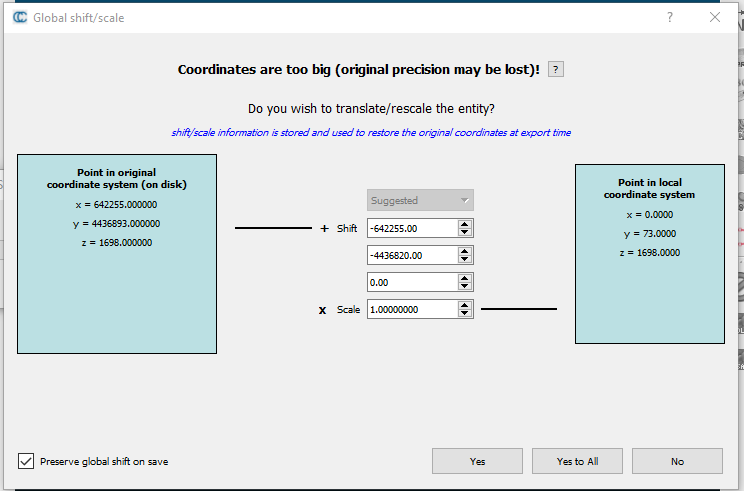 Global shift/scale
Coordinates are too big (original precision may be lost)! ?
Do you wish to translate/rescale the entity?
shift/scale information is stored and used to restore the original coordinates at export time
Point in original
coordinate system (on disk)
x = 642255.000000
y = 4436893.000000
z = 1698.000000
Suggested
+ Shift -642255.00
-4436820.00
0.00
x Scale 1.00000000
Point in local
coordinate system
x = 0.0000
y = 73.0000
z = 1698.0000
Preserve global shift on save
Yes
Yes to All
No